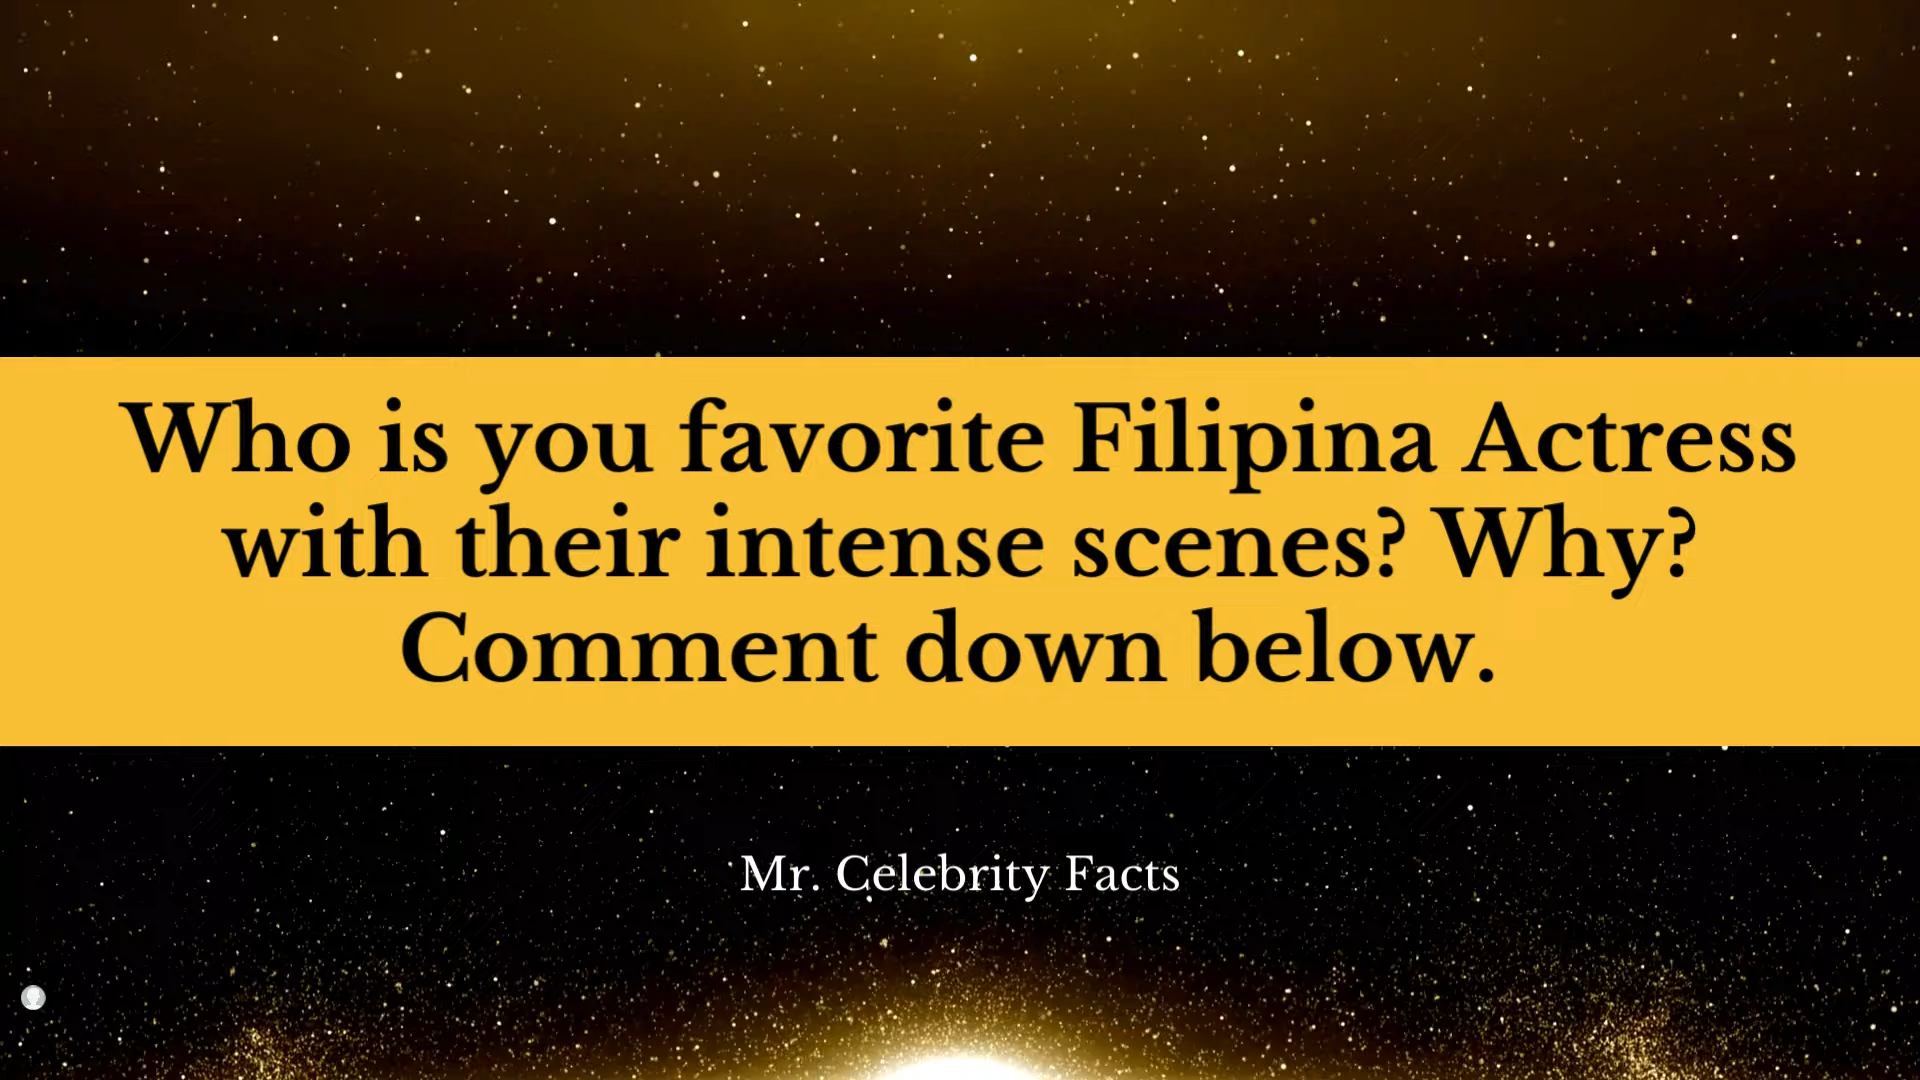 Who is you favorite Filipina Actress
with their intense scenes? Why?
Comment down below.
Mr. Celebrity Facts